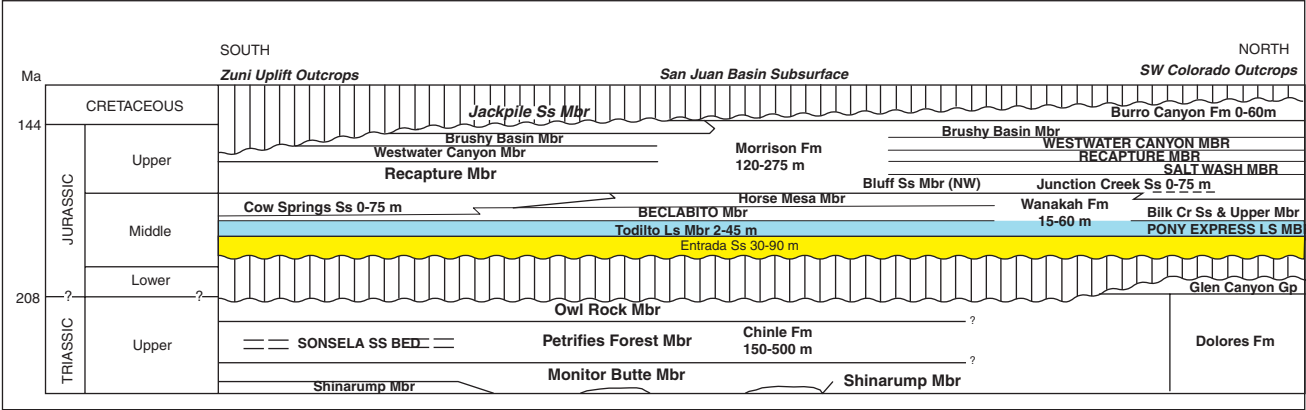 SOUTH
NORTH
Ma
Zuni Uplift Outcrops
San Juan Basin Subsurface
SW Colorado Outcrops
CRETACEOUS
Jackpile Ss Mbr
Burro Canyon Fm 0-60m
144
Brushy Basin Mbr
Brushy Basin Mbr
Westwater Canyon Mbr
Morrison Fm
120-275 m
WESTWATER CANYON MBR
Upper
RECAPTURE MBR
Recapture Mbr
SALT WASH MBR
Bluff Ss Mbr (NW)
Junction Creek Ss 0-75 m
JURASSIC
Horse Mesa Mbr
Cow Springs Ss 0-75 m
Wanakah Fm
15-60 m
BECLABITO Mbr
Bilk Cr Ss & Upper Mbr
Middle
Todilto Ls Mbr 2-45 m
PONY EXPRESS LS MB
Entrada Ss 30-90 m
Lower
Glen Canyon Gp
208
?
?
Owl Rock Mbr
?
TRIASSIC
Upper
SONSELA SS BED
Petrifies Forest Mbr
Chinle Fm
150-500 m
Dolores Fm
?
Monitor Butte Mbr
Shinarump Mbr
Shinarump Mbr